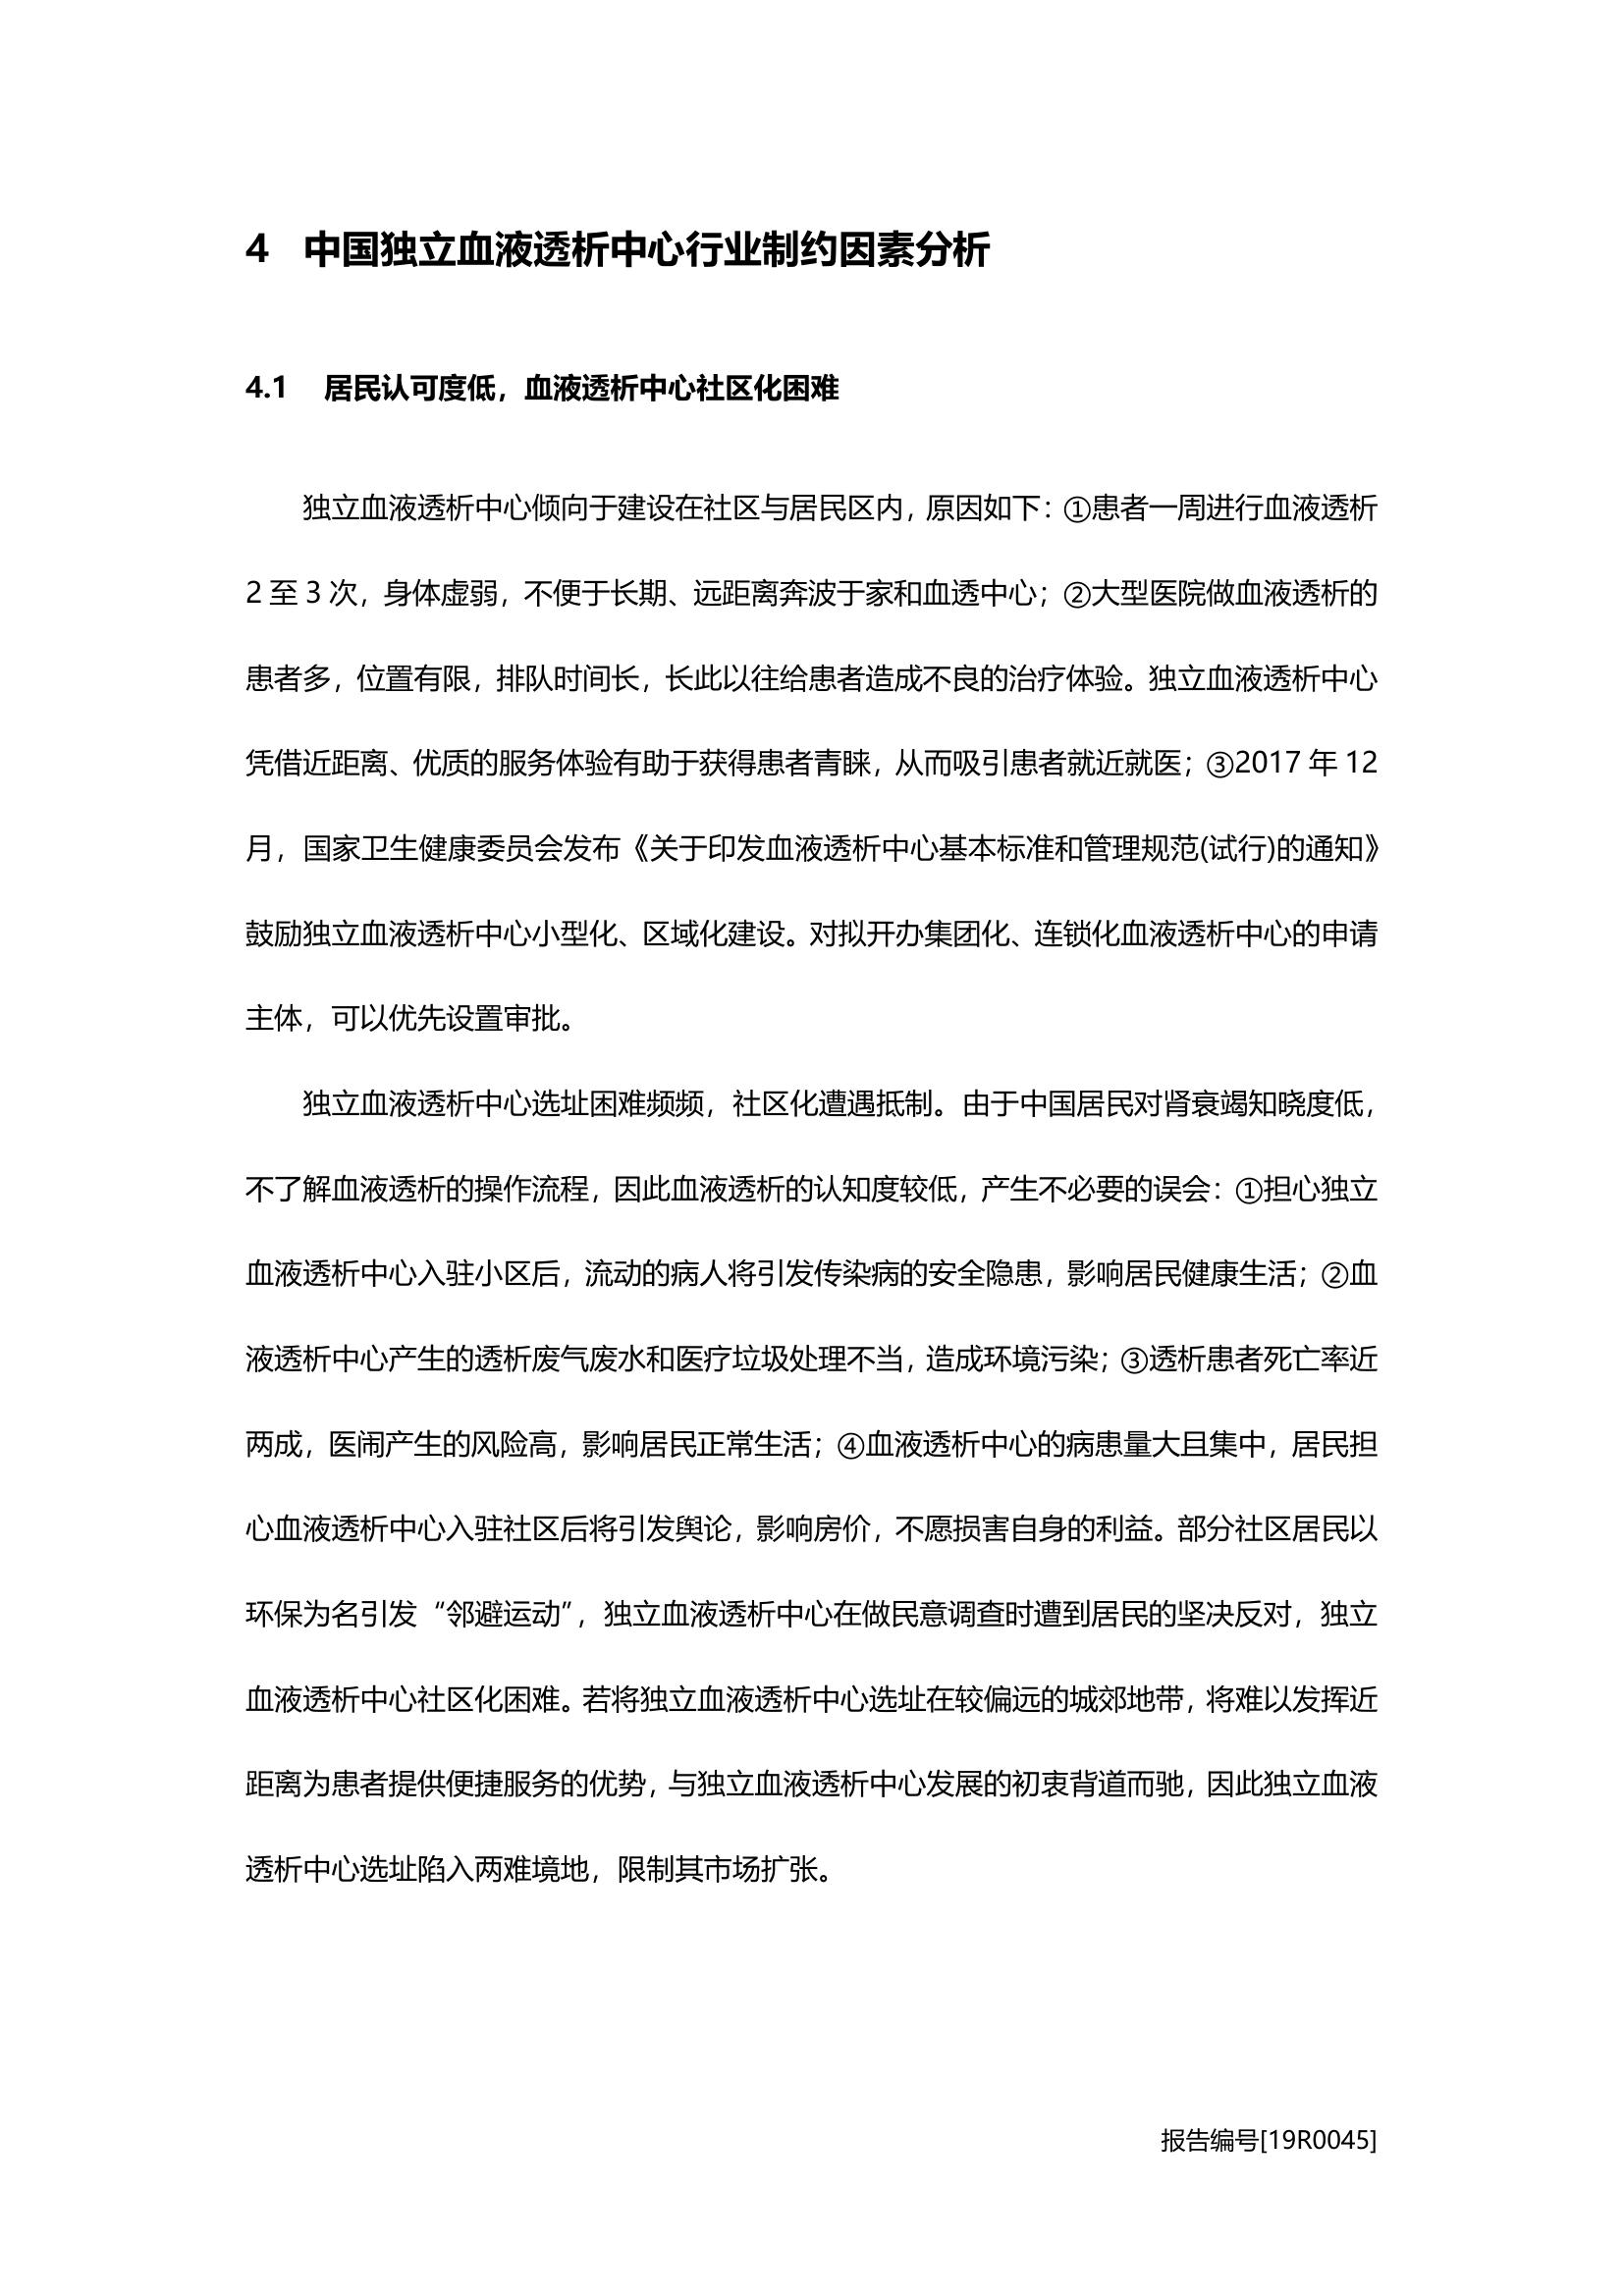 4 中国独立血液透析中心行业制约因素分析
4.1 居民认可度低，血液透析中心社区化困难
独立血液透析中心倾向于建设在社区与居民区内，原因如下：①患者一周进行血液透析
2 至 3 次，身体虚弱，不便于长期、远距离奔波于家和血透中心；②大型医院做血液透析的
患者多，位置有限，排队时间长，长此以往给患者造成不良的治疗体验。独立血液透析中心
凭借近距离、优质的服务体验有助于获得患者青睐，从而吸引患者就近就医；③2017 年 12
月，国家卫生健康委员会发布《关于印发血液透析中心基本标准和管理规范(试行)的通知》
鼓励独立血液透析中心小型化、区域化建设。对拟开办集团化、连锁化血液透析中心的申请
主体，可以优先设置审批。
独立血液透析中心选址困难频频，社区化遭遇抵制。由于中国居民对肾衰竭知晓度低，
不了解血液透析的操作流程，因此血液透析的认知度较低，产生不必要的误会：①担心独立
血液透析中心入驻小区后，流动的病人将引发传染病的安全隐患，影响居民健康生活；②血
液透析中心产生的透析废气废水和医疗垃圾处理不当，造成环境污染；③透析患者死亡率近
两成，医闹产生的风险高，影响居民正常生活；④血液透析中心的病患量大且集中，居民担
心血液透析中心入驻社区后将引发舆论，影响房价，不愿损害自身的利益。部分社区居民以
环保为名引发“邻避运动”，独立血液透析中心在做民意调查时遭到居民的坚决反对，独立
血液透析中心社区化困难。若将独立血液透析中心选址在较偏远的城郊地带，将难以发挥近
距离为患者提供便捷服务的优势，与独立血液透析中心发展的初衷背道而驰，因此独立血液
透析中心选址陷入两难境地，限制其市场扩张。
报告编号[19R0045]